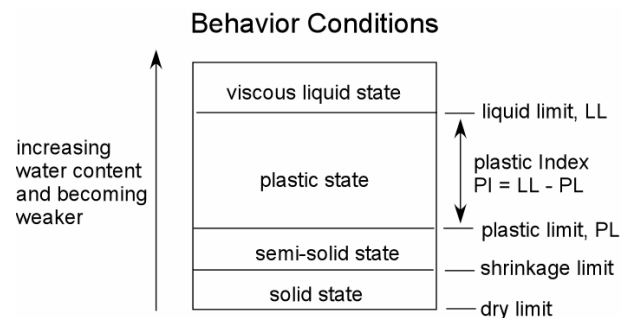 Behavior Conditions
viscous liquid state
liquid limit, LL
increasing
water content
and becoming
weaker
plastic state
plastic Index
PI = LL - PL
plastic limit, PL
semi-solid state
shrinkage limit
solid state
dry limit